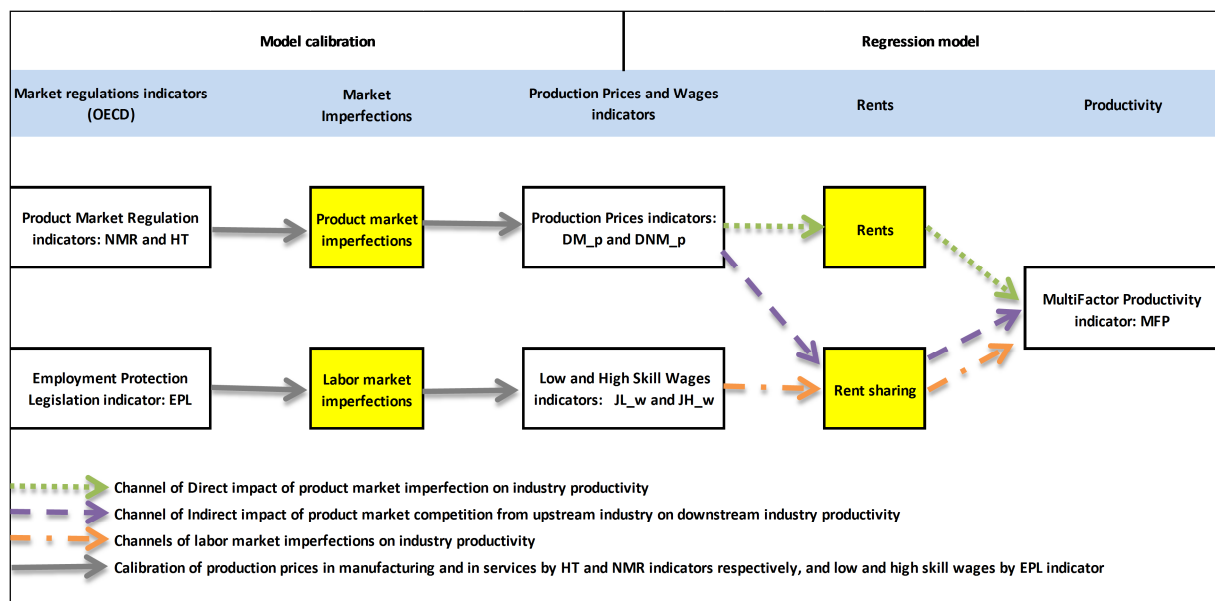 Model calibration
Regression model
Market regulations indicators
(OECD)
Market
Imperfections
Production Prices and Wages
indicators
Rents
Productivity
Product Market Regulation
indicators: NMR and HT
Product market
imperfections
Production Prices indicators:
DM_p and DNM_p
Rents
MultiFactor Productivity
indicator: MFP
Employment Protection
Legislation indicator: EPL
Labor market
imperfections
Low and High Skill Wages
indicators: JL_w and JH_w
Rent sharing
Channel of Direct impact of product market imperfection on industry productivity
Channel of Indirect impact of product market competition from upstream industry on downstream industry productivity
Channels of labor market imperfections on industry productivity
Calibration of production prices in manufacturing and in services by HT and NMR indicators respectively, and low and high skill wages by EPL indicator